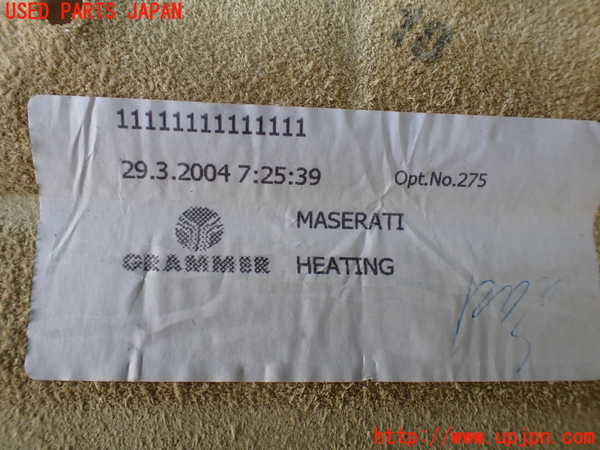 USED PARTS JAPAN
11111111111111
29.3.2004 7:25:39 Opt.No.275
MASERATI
GRAMMER HEATING
http://www.upjpn.com/